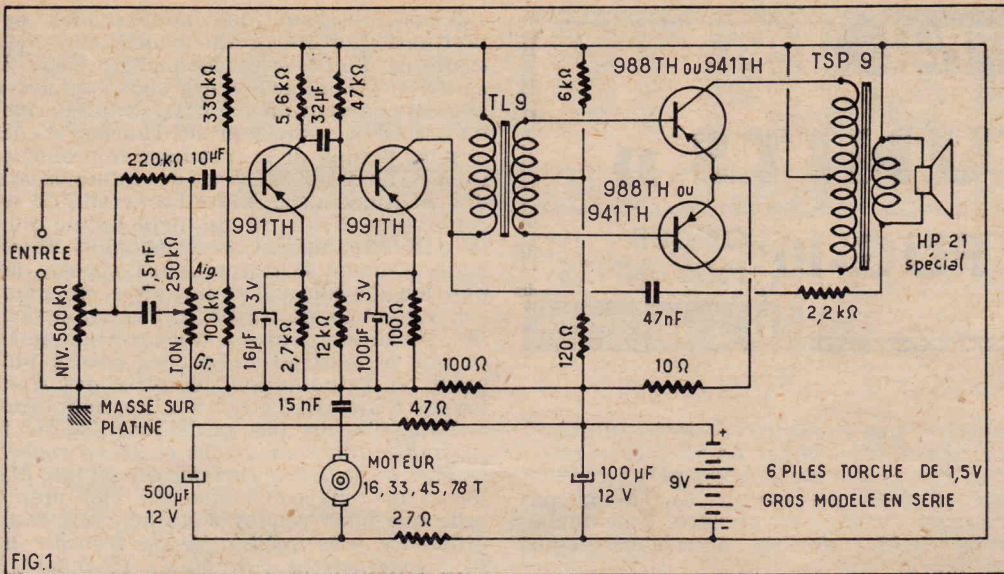 988TH OU 941TH
TSP 9
330kΩ
5,6kΩ
32µF
47kΩ
TL9
6kΩ
220kΩ
10µF
991TH
991TH
988TH OU
941TH
ENTREE
HP 21
spécial
NIV. 500kΩ
1,5nF
250kΩ
Aig.
TON.
Gr.
100kΩ
16µF
3V
2,7kΩ
12kΩ
100µF
3V
100Ω
47nF
2,2kΩ
120Ω
100Ω
10Ω
MASSE SUR
PLATINE
15nF
47Ω
500µF
12 V
MOTEUR
16,33,45,78 T
27Ω
100µF
12 V
9V
+
-
6 PILES TORCHE DE 1,5V
GROS MODELE EN SERIE
FIG.1